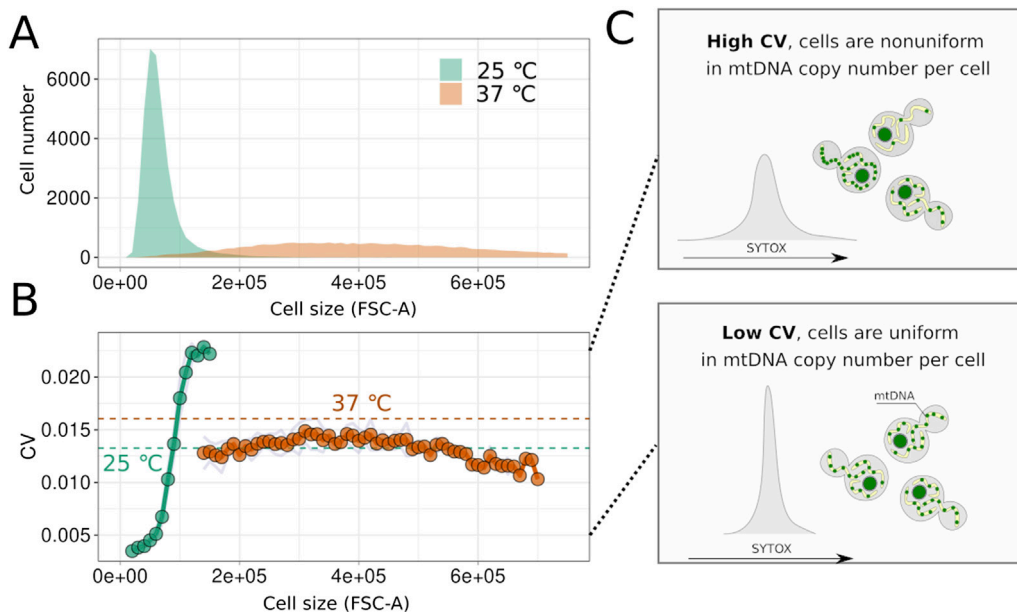 A
Cell number
6000
4000
2000
0
25 °C
37 °C
0e+00 2e+05 4e+05 6e+05
Cell size (FSC-A)
B
CV
0.020
0.015
0.010
0.005
37 °C
25 °C
0e+00 2e+05 4e+05 6e+05
Cell size (FSC-A)
C
High CV, cells are nonuniform
in mtDNA copy number per cell
SYTOX
Low CV, cells are uniform
in mtDNA copy number per cell
mtDNA
SYTOX